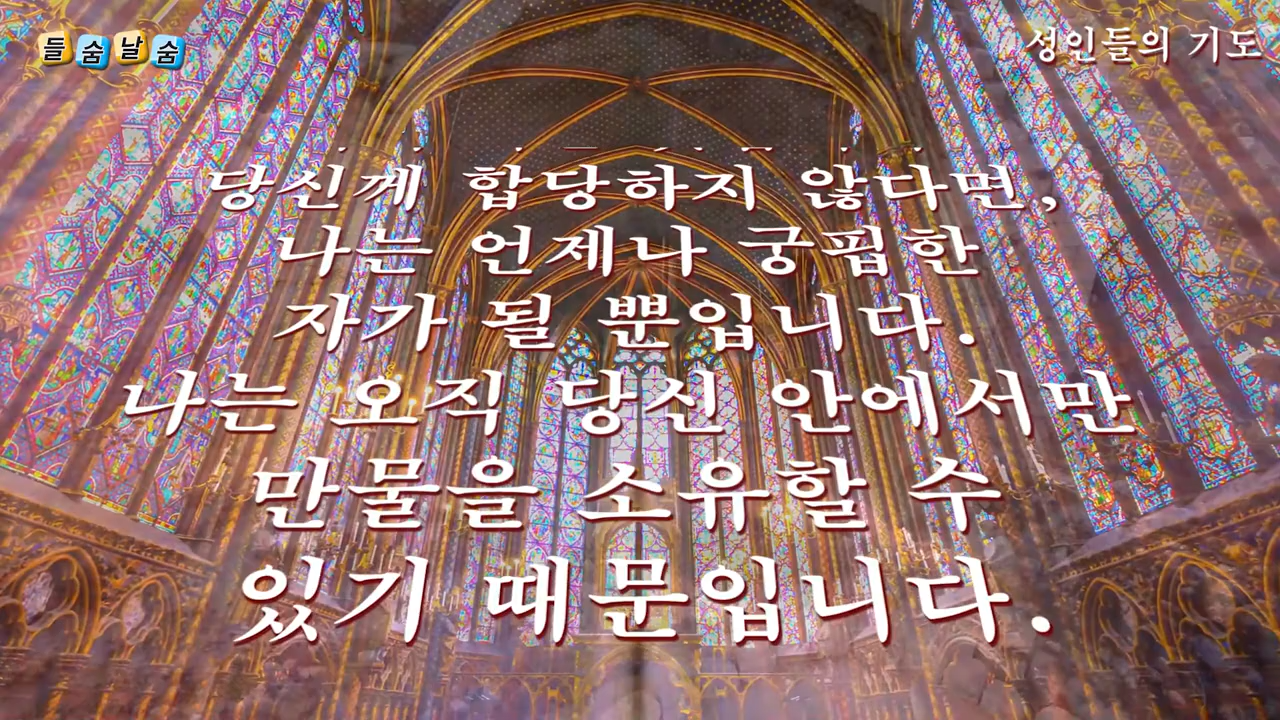 들숨날숨
성인들의 기도
당신께 합당하지 않다면,
나는 언제나 궁핍한
자가 될 뿐입니다.
나는 오직 당신 안에서만
만물을 소유할 수
있기 때문입니다.